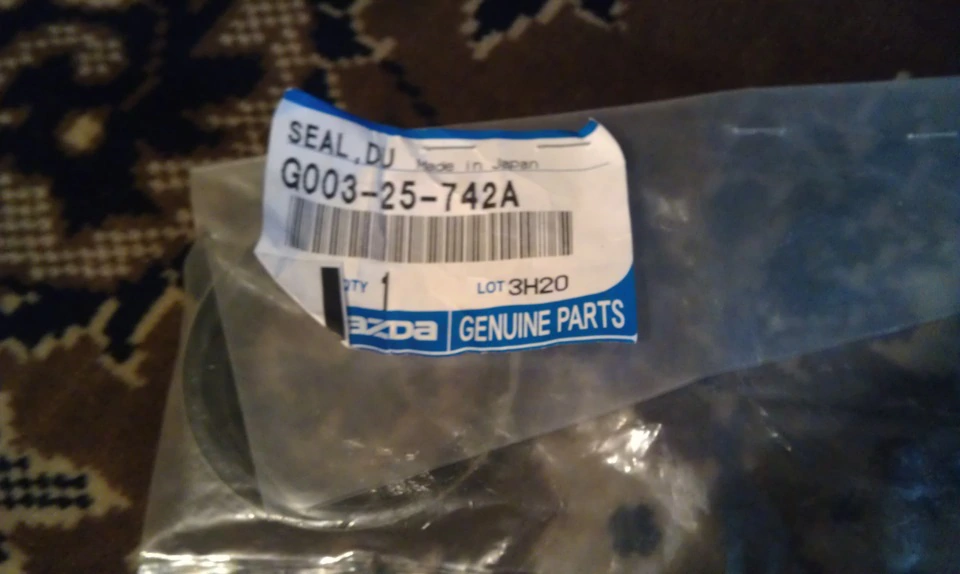 SEAL,DU
Made in Japan
G003-25-742A
QTY 1
LOT 3H20
mazda GENUINE PARTS